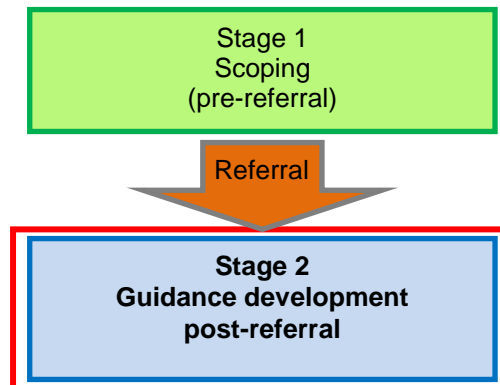 Stage 1
Scoping
(pre-referral)
Referral
Stage 2
Guidance development
post-referral